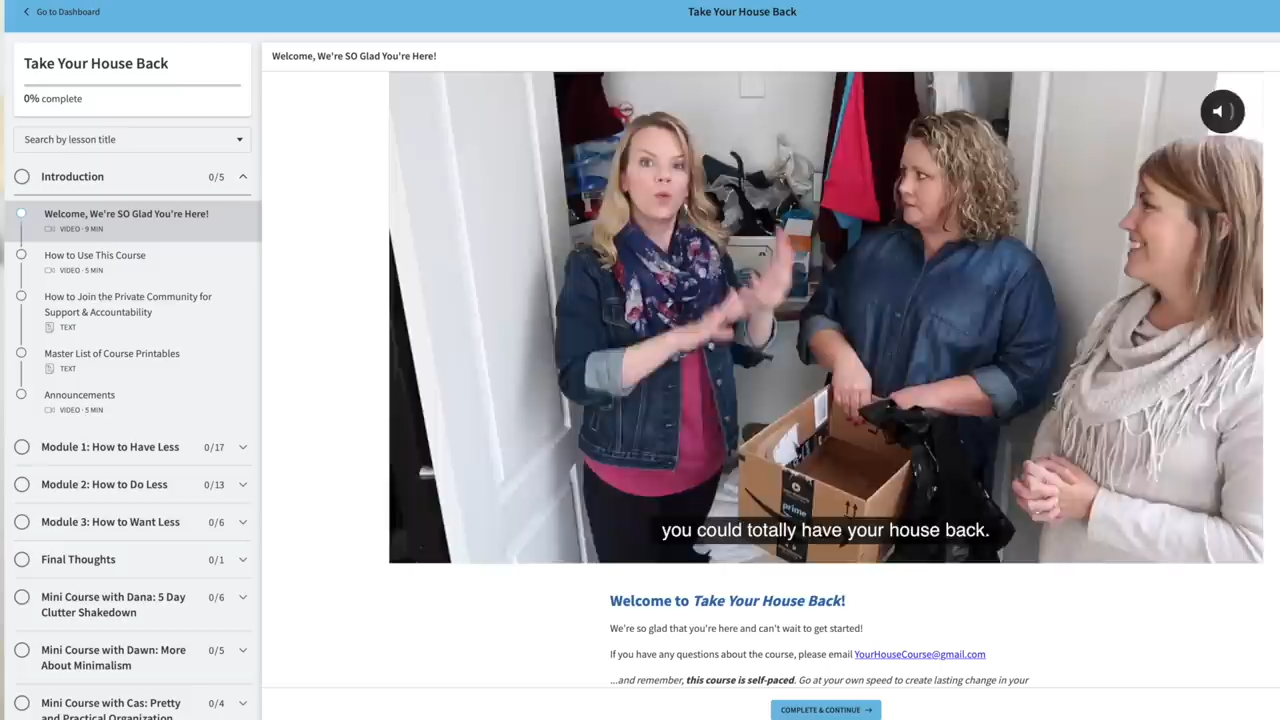 Go to Dashboard
Take Your House Back
Take Your House Back
0% complete
Search by lesson title
Introduction 0/5
Welcome, We're SO Glad You're Here!
VIDEO · 9 MIN
How to Use This Course
VIDEO · 5 MIN
How to Join the Private Community for
Support & Accountability
TEXT
Master List of Course Printables
TEXT
Announcements
VIDEO · 5 MIN
Module 1: How to Have Less 0/17
Module 2: How to Do Less 0/13
Module 3: How to Want Less 0/6
Final Thoughts 0/1
Mini Course with Dana: 5 Day 0/6
Clutter Shakedown
Mini Course with Dawn: More 0/5
About Minimalism
Mini Course with Cas: Pretty 0/4
and Practical Organization
Welcome, We're SO Glad You're Here!
prime
you could totally have your house back.
Welcome to Take Your House Back!
We're so glad that you're here and can't wait to get started!
If you have any questions about the course, please email YourHouseCourse@gmail.com
...and remember, this course is self-paced. Go at your own speed to create lasting change in your
COMPLETE & CONTINUE →